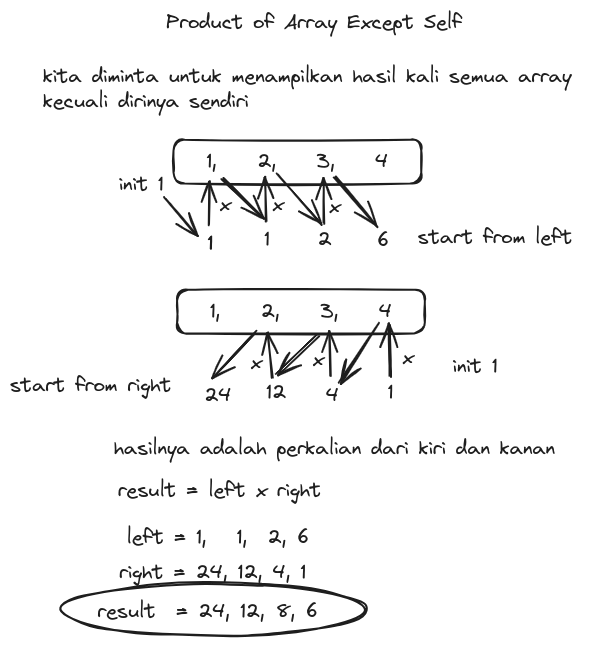 Product of Array Except Self
kita diminta untuk menampilkan hasil kali semua array
kecuali dirinya sendiri
1, 2, 3, 4
init 1
x x x
1 1 2 6 start from left
1, 2, 3, 4
x x x
init 1
start from right 24 12 4 1
hasilnya adalah perkalian dari kiri dan kanan
result = left x right
left = 1, 1, 2, 6
right = 24, 12, 4, 1
result = 24, 12, 8, 6